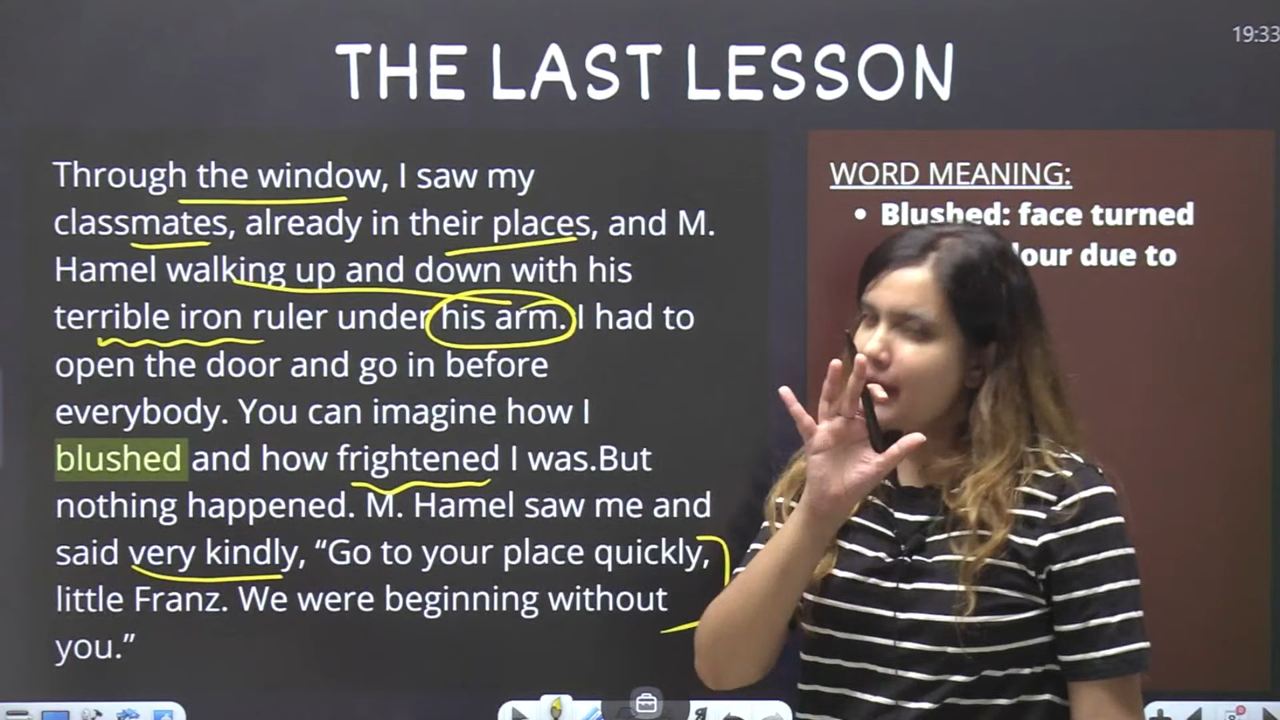 THE LAST LESSON
19:33
Through the window, I saw my
classmates, already in their places, and M.
Hamel walking up and down with his
terrible iron ruler under his arm. I had to
open the door and go in before
everybody. You can imagine how I
blushed and how frightened I was.But
nothing happened. M. Hamel saw me and
said very kindly, “Go to your place quickly,
little Franz. We were beginning without
you.”
WORD MEANING:
• Blushed: face turned
due to